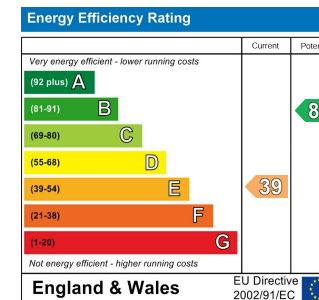 Energy Efficiency Rating
Current
Very energy efficient - lower running costs
(92 plus) A
(81-91) B
(69-80) C
(55-68) D
(39-54) E
39
(21-38) F
(1-20) G
Not energy efficient - higher running costs
England & Wales
EU Directive
2002/91/EC